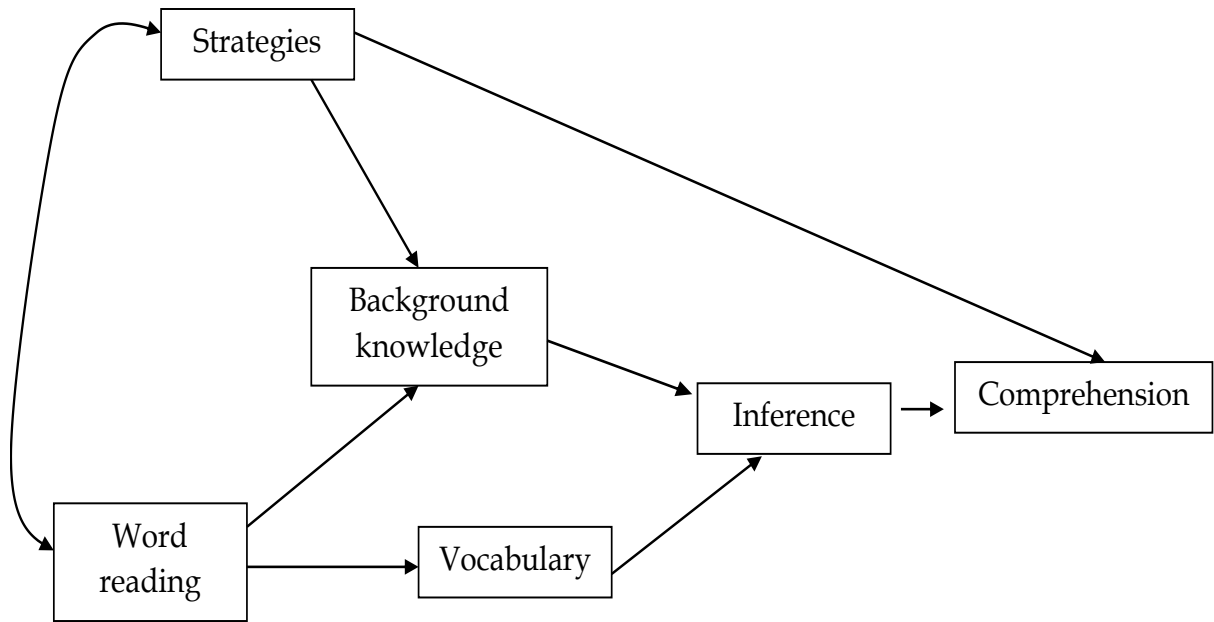 Strategies
Background
knowledge
Comprehension
Inference
Word
reading
Vocabulary